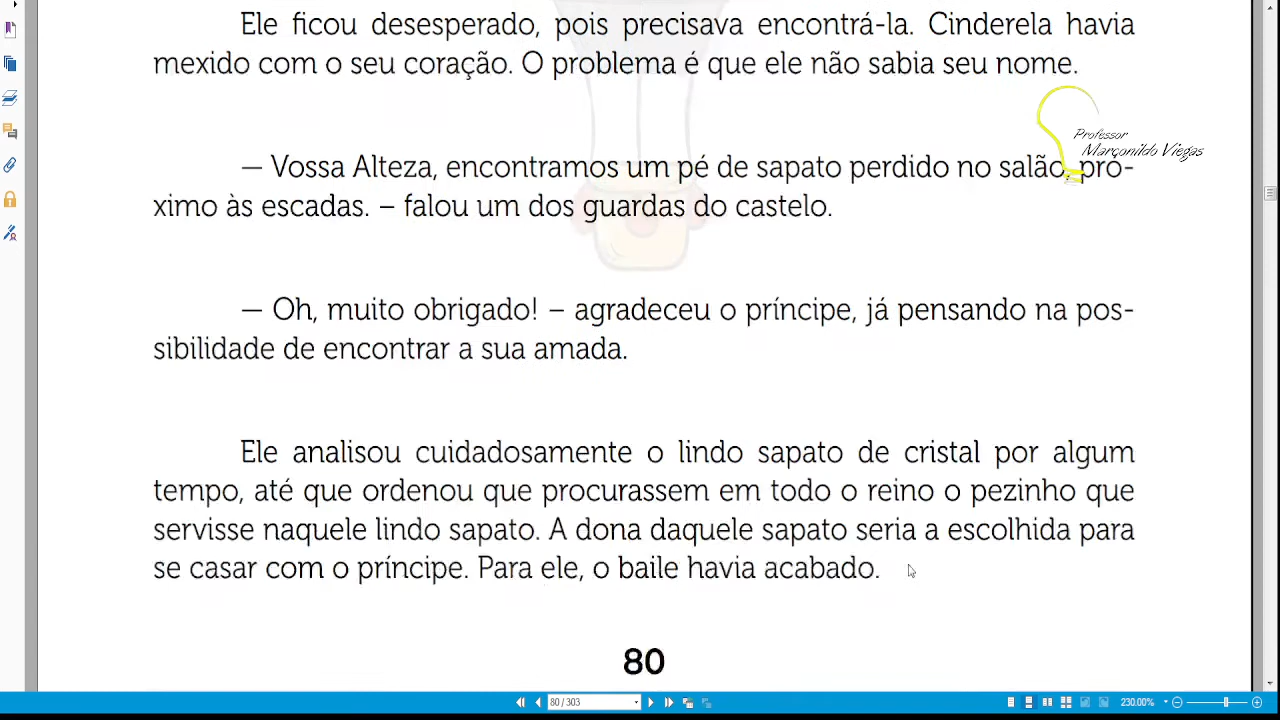 Ele ficou desesperado, pois precisava encontrá-la. Cinderela havia
mexido com o seu coração. O problema é que ele não sabia seu nome.
Professor
Marçonildo Viegas
— Vossa Alteza, encontramos um pé de sapato perdido no salão, pró-
ximo às escadas. – falou um dos guardas do castelo.
— Oh, muito obrigado! – agradeceu o príncipe, já pensando na pos-
sibilidade de encontrar a sua amada.
Ele analisou cuidadosamente o lindo sapato de cristal por algum
tempo, até que ordenou que procurassem em todo o reino o pezinho que
servisse naquele lindo sapato. A dona daquele sapato seria a escolhida para
se casar com o príncipe. Para ele, o baile havia acabado.
80
80 / 303
230.00%